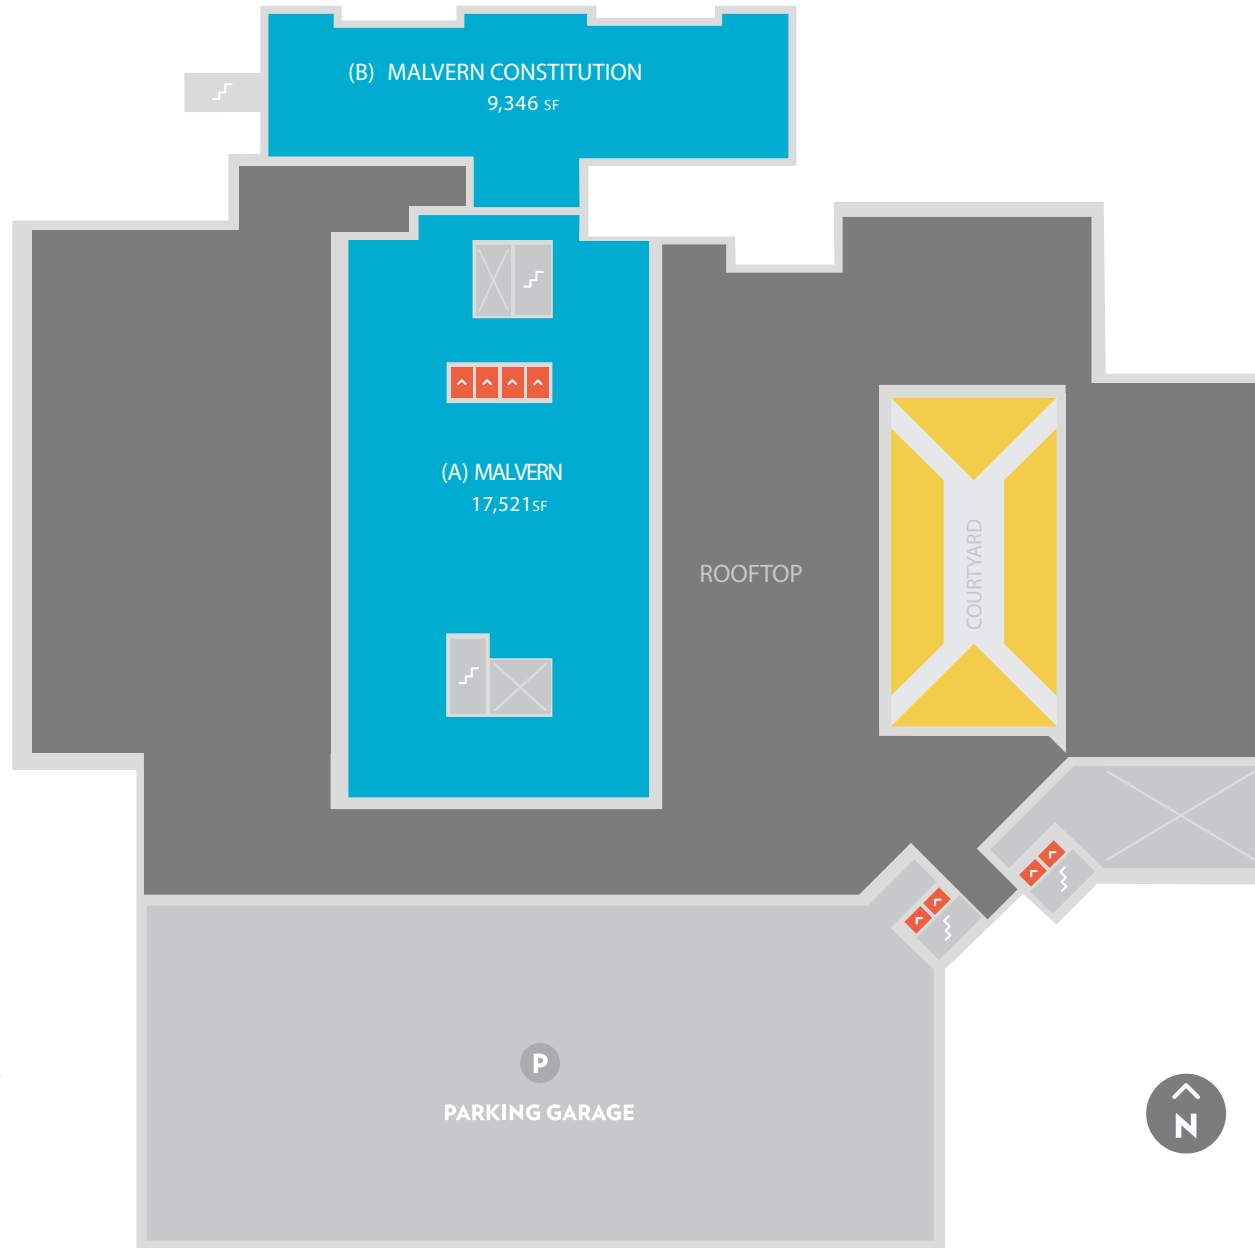 (B) MALVERN CONSTITUTION
9,346 SF
(A) MALVERN
17,521SF
ROOFTOP
COURTYARD
P
PARKING GARAGE
N